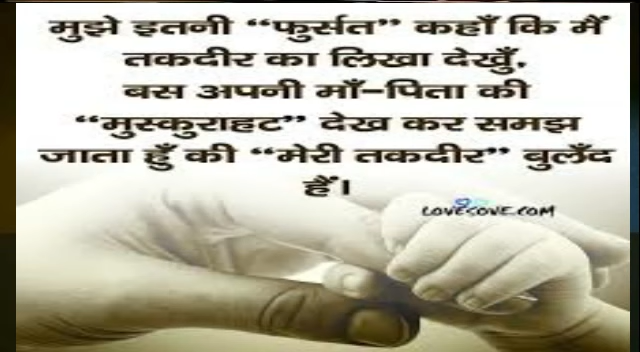 मुझे इतनी “फुर्सत” कहाँ कि मैं
तकदीर का लिखा देखुँ,
बस अपनी माँ-पिता की
“मुस्कुराहट” देख कर समझ
जाता हुँ की “मेरी तकदीर” बुलँद
हैं।
LOVESOVE.COM